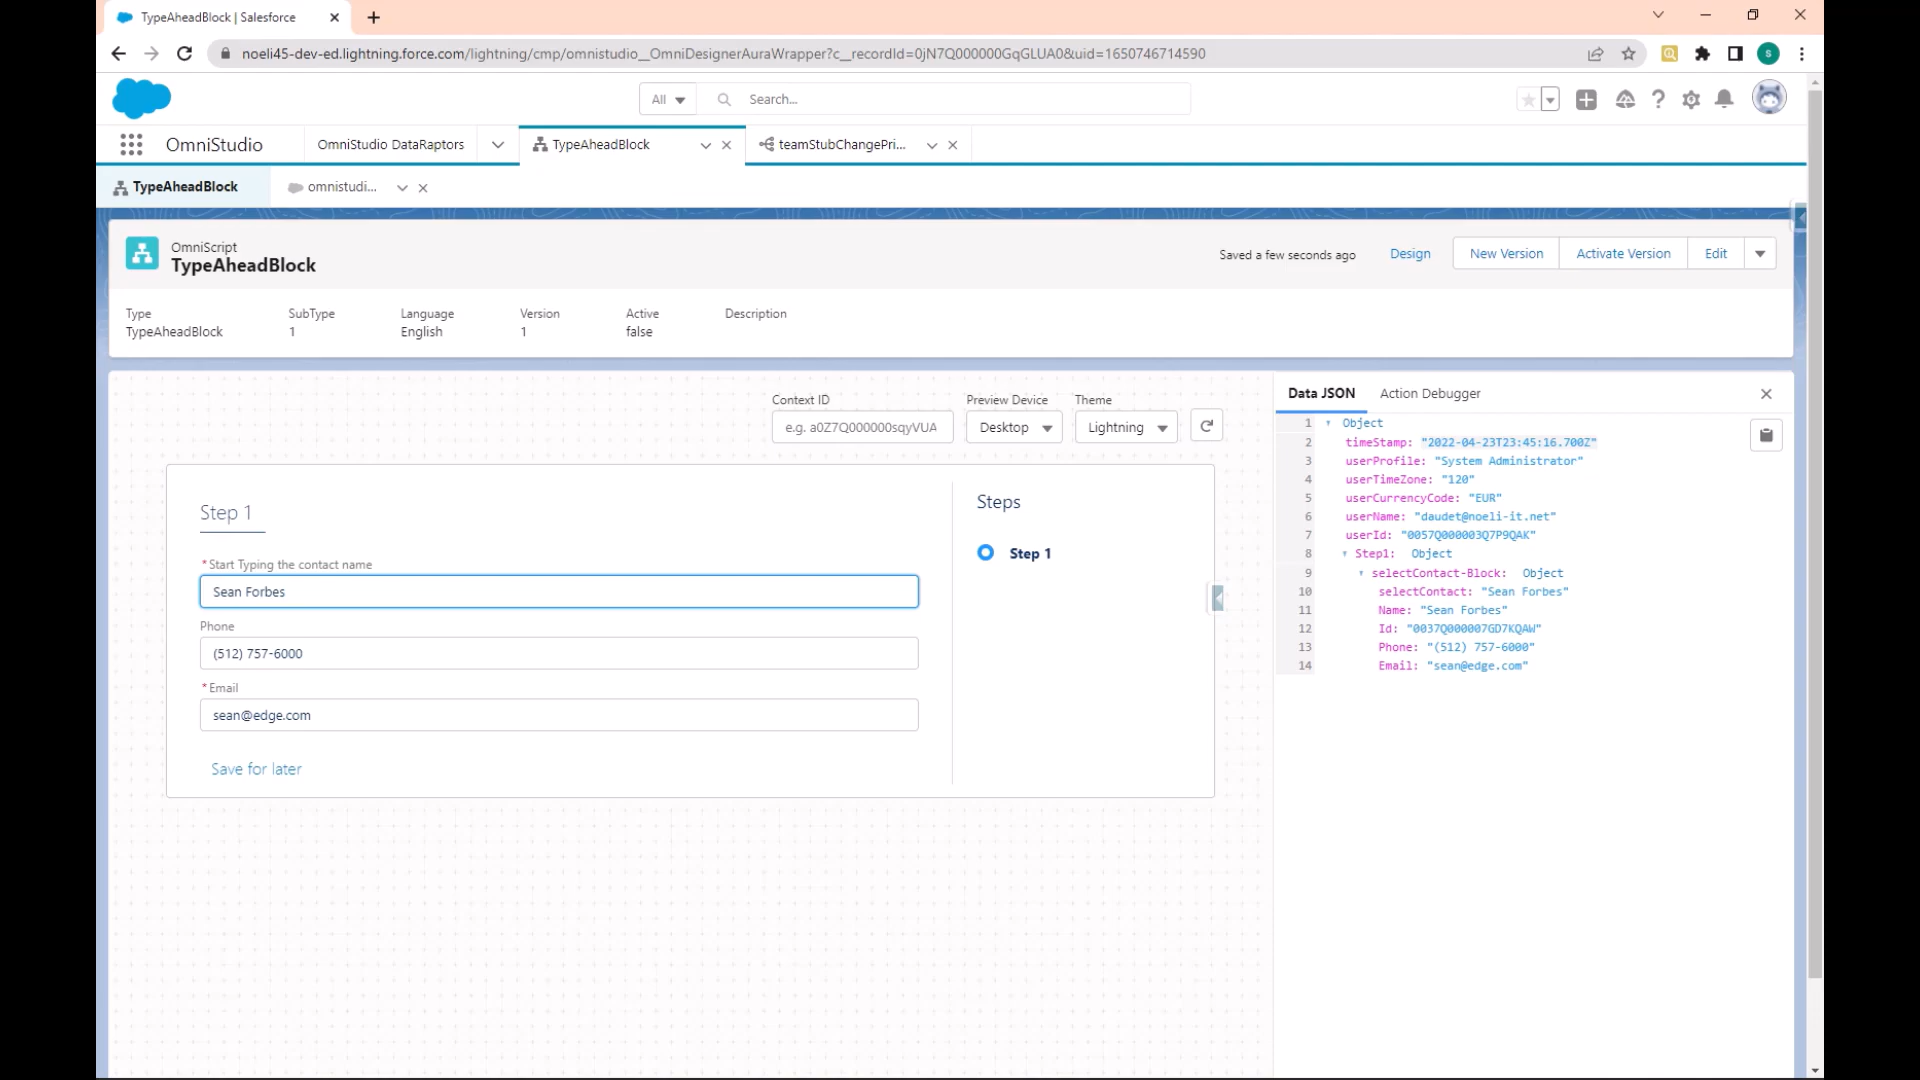 TypeAheadBlock | Salesforce
noeli45-dev-ed.lightning.force.com/lightning/cmp/omnistudio__OmniDesignerAuraWrapper?c__recordId=0jN7Q000000GqGLUA0&uid=1650746714590
S
All
Search...
OmniStudio
OmniStudio DataRaptors
TypeAheadBlock
teamStubChangePri...
TypeAheadBlock
omnistudi...
OmniScript
TypeAheadBlock
Saved a few seconds ago
Design
New Version
Activate Version
Edit
Type
SubType
Language
Version
Active
Description
TypeAheadBlock
1
English
1
false
Context ID
Preview Device
Theme
e.g. a0Z7Q000000sqyVUA
Desktop
Lightning
Step 1
*Start Typing the contact name
Sean Forbes
Phone
(512) 757-6000
*Email
sean@edge.com
Save for later
Steps
Step 1
Data JSON
Action Debugger
1 Object
2 timeStamp: "2022-04-23T23:45:16.700Z"
3 userProfile: "System Administrator"
4 userTimeZone: "120"
5 userCurrencyCode: "EUR"
6 userName: "daudet@noeli-it.net"
7 userId: "0057Q000003Q7P9QAK"
8 Step1: Object
9 selectContact-Block: Object
10 selectContact: "Sean Forbes"
11 Name: "Sean Forbes"
12 Id: "0037Q000007GD7KQAW"
13 Phone: "(512) 757-6000"
14 Email: "sean@edge.com"